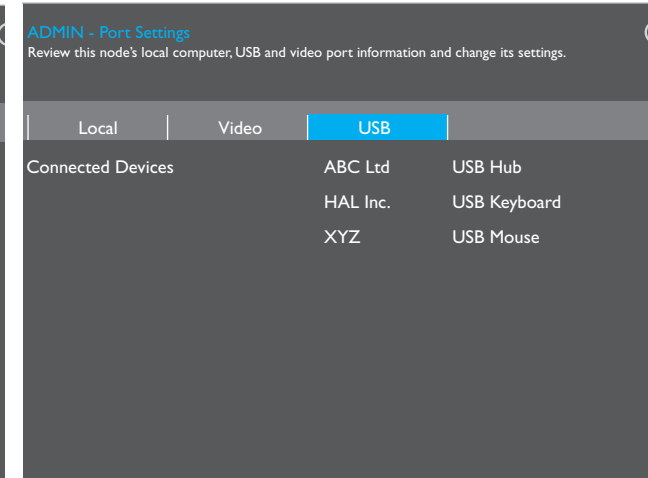 ADMIN - Port Settings
Review this node's local computer, USB and video port information and change its settings.
Local Video USB
Connected Devices ABC Ltd USB Hub
HAL Inc. USB Keyboard
XYZ USB Mouse